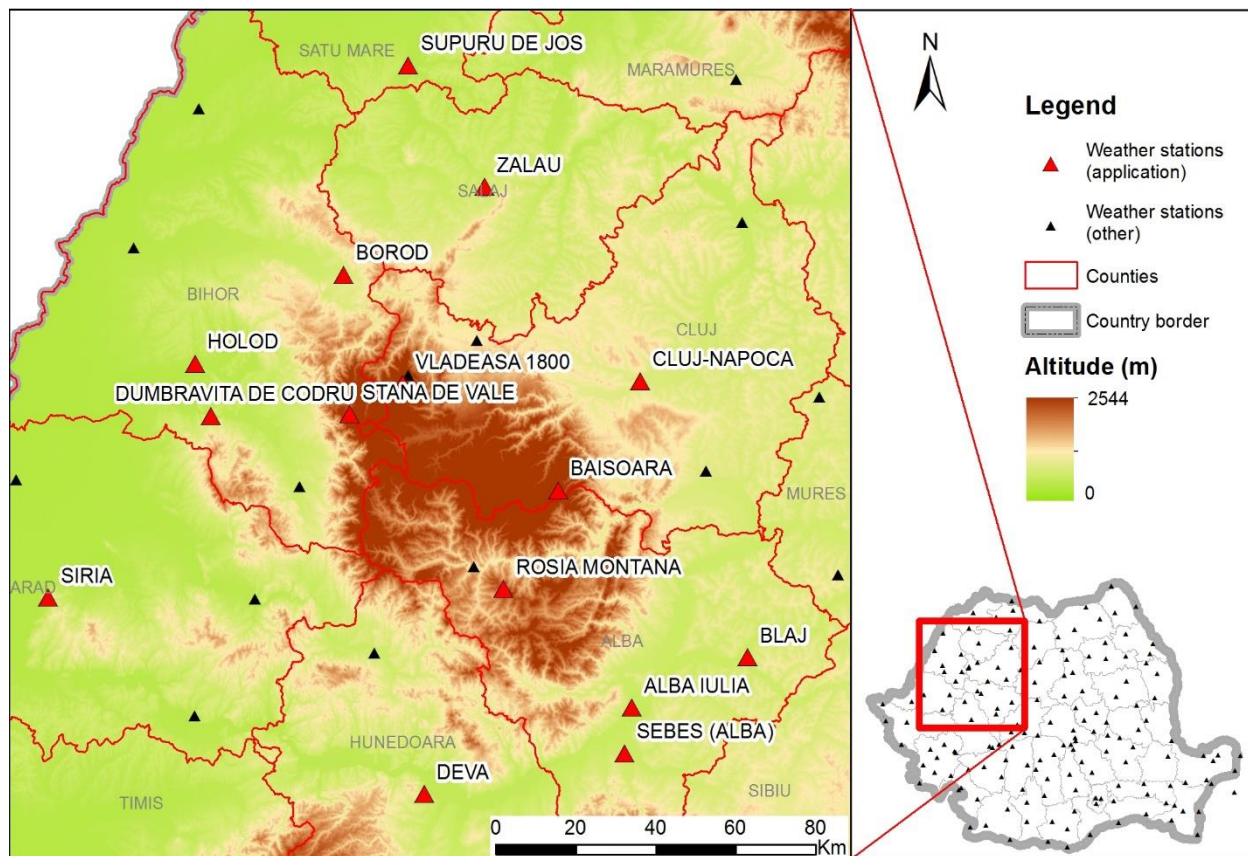 SUPURU DE JOS
SATU MARE
MARAMURES
ZALAU
SALAJ
BOROD
BIHOR
HOLOD
CLUJ
VLADEASA 1800
CLUJ-NAPOCA
DUMBRAVITA DE CODRU
STANA DE VALE
BAISOARA
MURES
ROSIA MONTANA
SIRIA
ARAD
ALBA
BLAJ
ALBA IULIA
SEBES (ALBA)
HUNEDOARA
DEVA
TIMIS
SIBIU
0 20 40 60 80
Km
N
Legend
Weather stations
(application)
Weather stations
(other)
Counties
Country border
Altitude (m)
2544
0